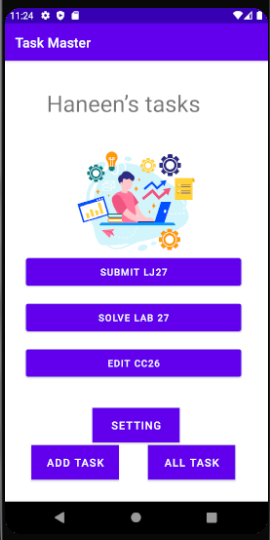 11:24
Task Master
Haneen's tasks
SUBMIT LJ27
SOLVE LAB 27
EDIT CC26
SETTING
ADD TASK
ALL TASK